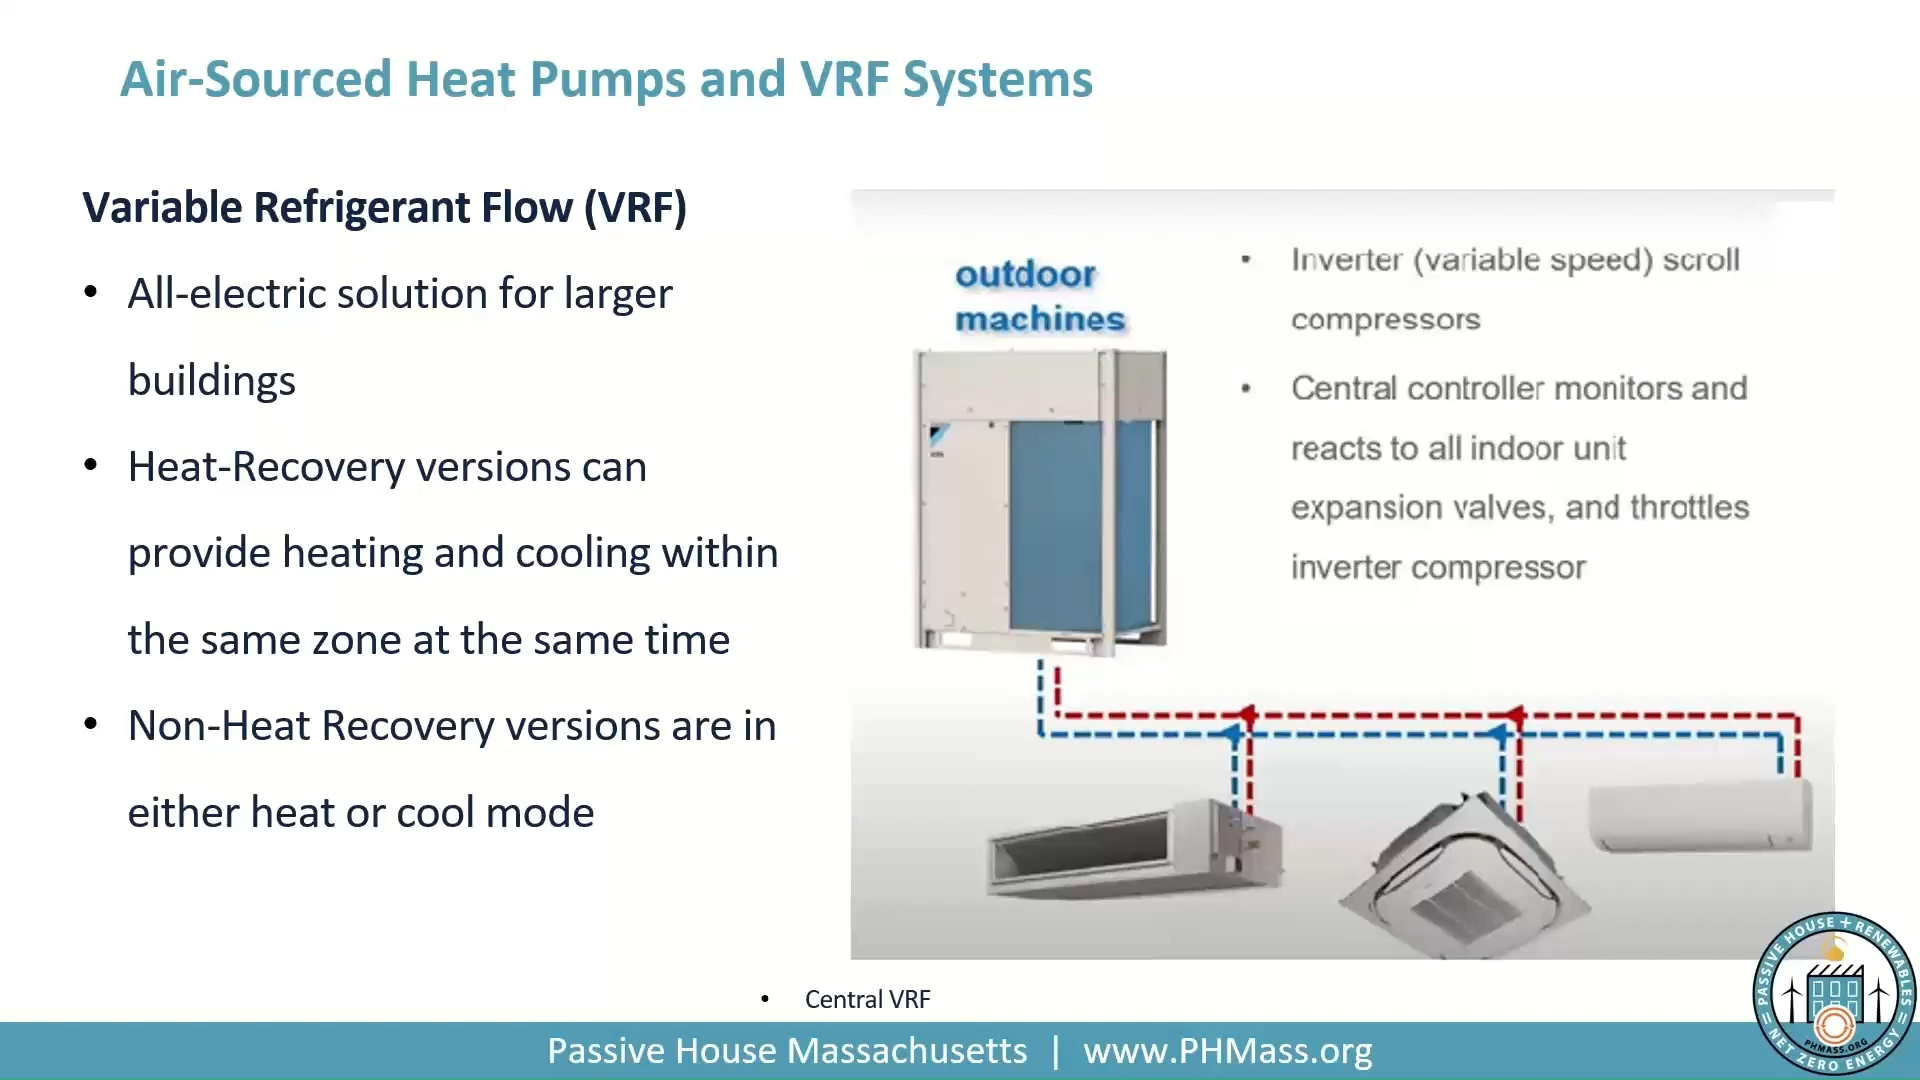 Air-Sourced Heat Pumps and VRF Systems
Variable Refrigerant Flow (VRF)
• All-electric solution for larger
buildings
• Heat-Recovery versions can
provide heating and cooling within
the same zone at the same time
• Non-Heat Recovery versions are in
either heat or cool mode
outdoor
machines
• Inverter (variable speed) scroll
compressors
• Central controller monitors and
reacts to all indoor unit
expansion valves, and throttles
inverter compressor
• Central VRF
Passive House Massachusetts | www.PHMass.org
PASSIVE HOUSE + RENEWABLES
= NET ZERO ENERGY =
PHMASS.ORG